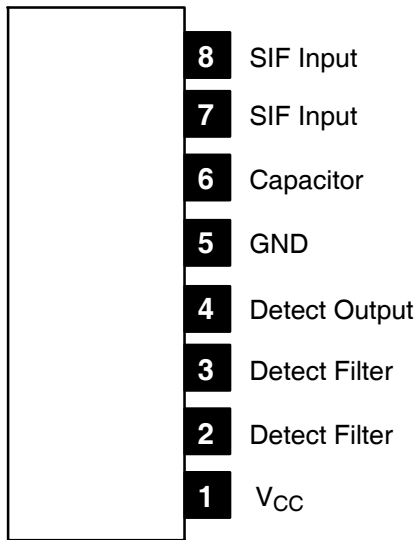 8 SIF Input
7 SIF Input
6 Capacitor
5 GND
4 Detect Output
3 Detect Filter
2 Detect Filter
1 VCC